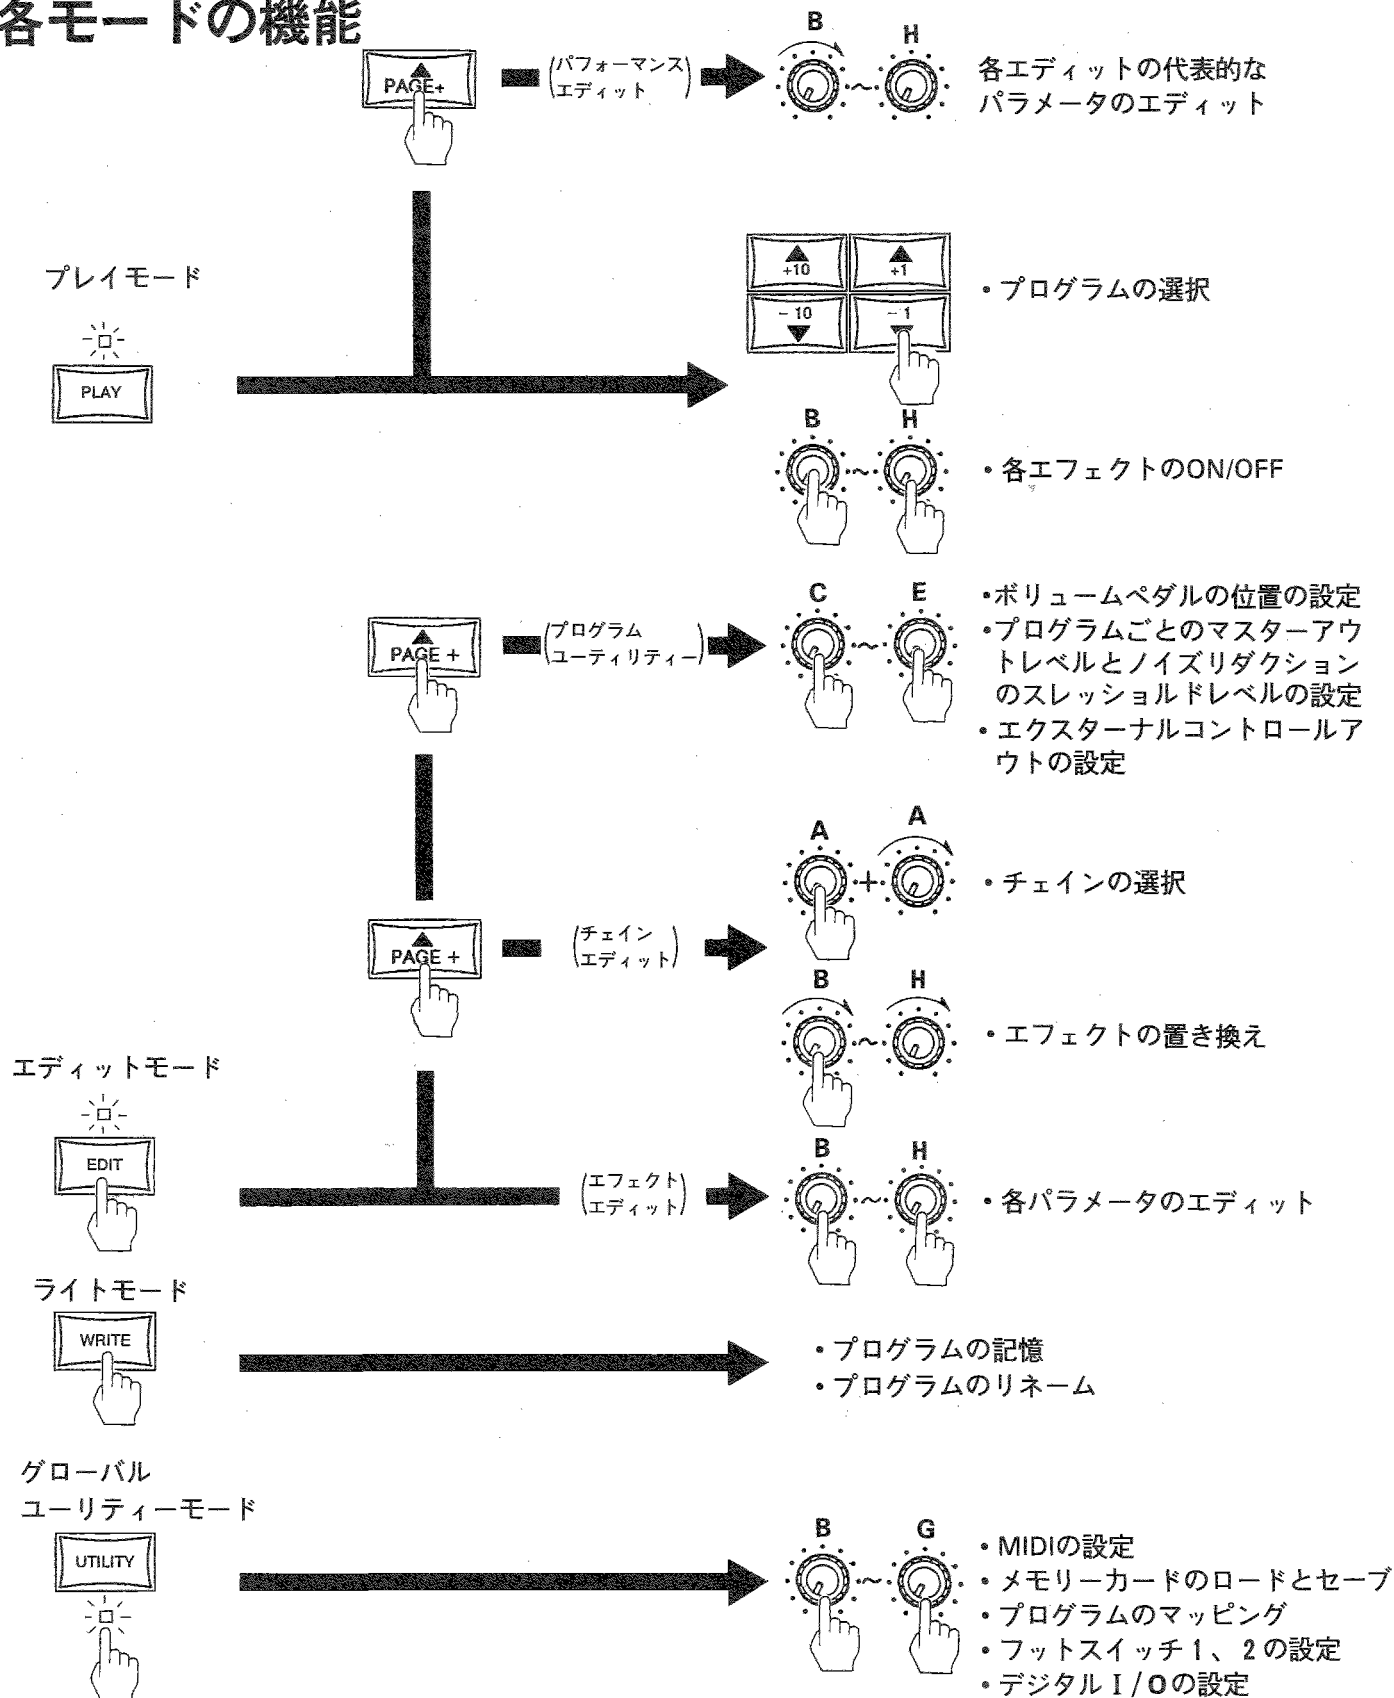 各モードの機能
PAGE+
(パフォーマンス
エディット)
B
H
各エディットの代表的な
パラメータのエディット
プレイモード
PLAY
+10
+1
－10
－1
・プログラムの選択
B
～
H
・各エフェクトのON/OFF
PAGE +
(プログラム
ユーティリティー)
C
～
E
・ボリュームペダルの位置の設定
・プログラムごとのマスターアウ
トレベルとノイズリダクション
のスレッショルドレベルの設定
・エクスターナルコントロールア
ウトの設定
PAGE +
(チェイン
エディット)
A
+
A
・チェインの選択
B
～
H
・エフェクトの置き換え
エディットモード
EDIT
(エフェクト
エディット)
B
～
H
・各パラメータのエディット
ライトモード
WRITE
・プログラムの記憶
・プログラムのリネーム
グローバル
ユーリティーモード
UTILITY
B
～
G
・MIDIの設定
・メモリーカードのロードとセーブ
・プログラムのマッピング
・フットスイッチ1、2の設定
・デジタルI/Oの設定